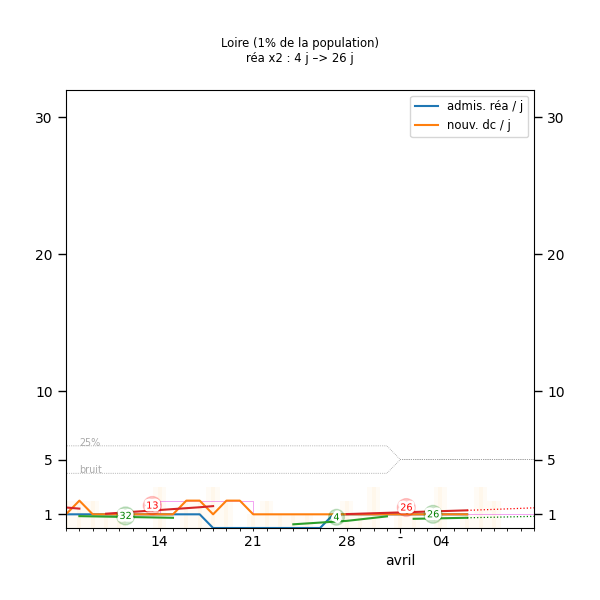 Loire (1% de la population)
réa x2 : 4 j –> 26 j
admis. réa / j
nouv. dc / j
30 30
20 20
10 10
25%
5 5
bruit
13
26
32 4 26
1 1
14 21 28 - 04
avril